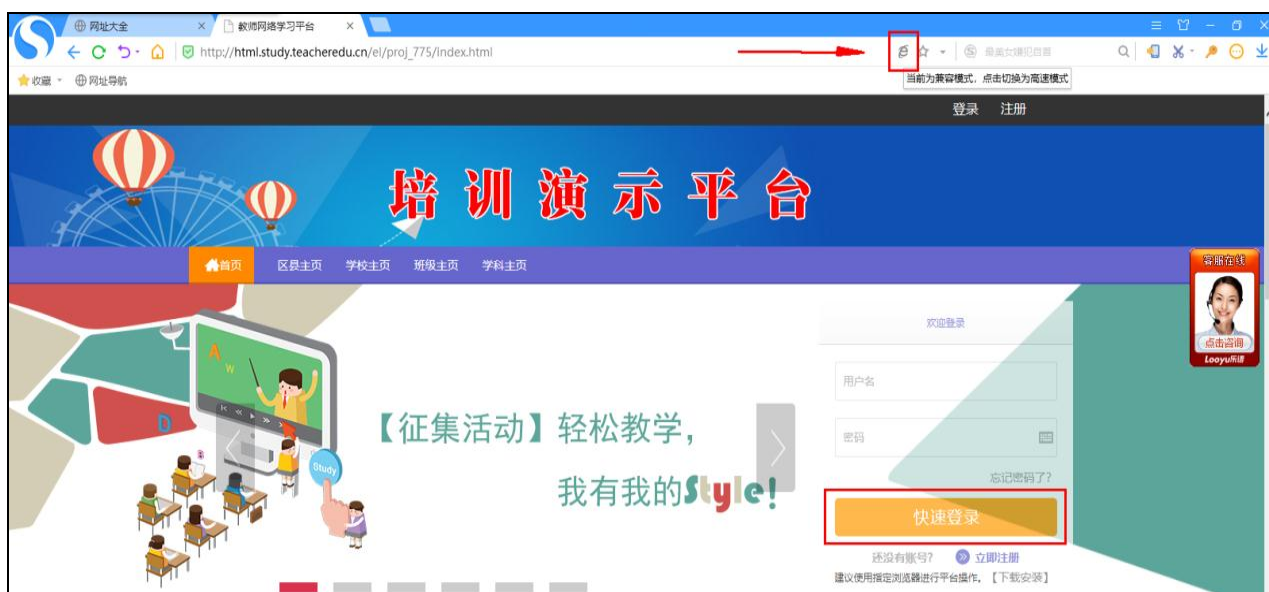 网址大全
教师网络学习平台
http://html.study.teacheredu.cn/el/proj_775/index.html
最美女嫌犯自首
收藏
网址导航
当前为兼容模式，点击切换为高速模式
登录 注册
培训演示平台
首页 区县主页 学校主页 班级主页 学科主页
客服在线
点击咨询
Looyu乐语
欢迎登录
用户名
密码
忘记密码了?
快速登录
还没有账号? 立即注册
建议使用指定浏览器进行平台操作，【下载安装】
【征集活动】轻松教学，
我有我的Style!
A
W
D
Study